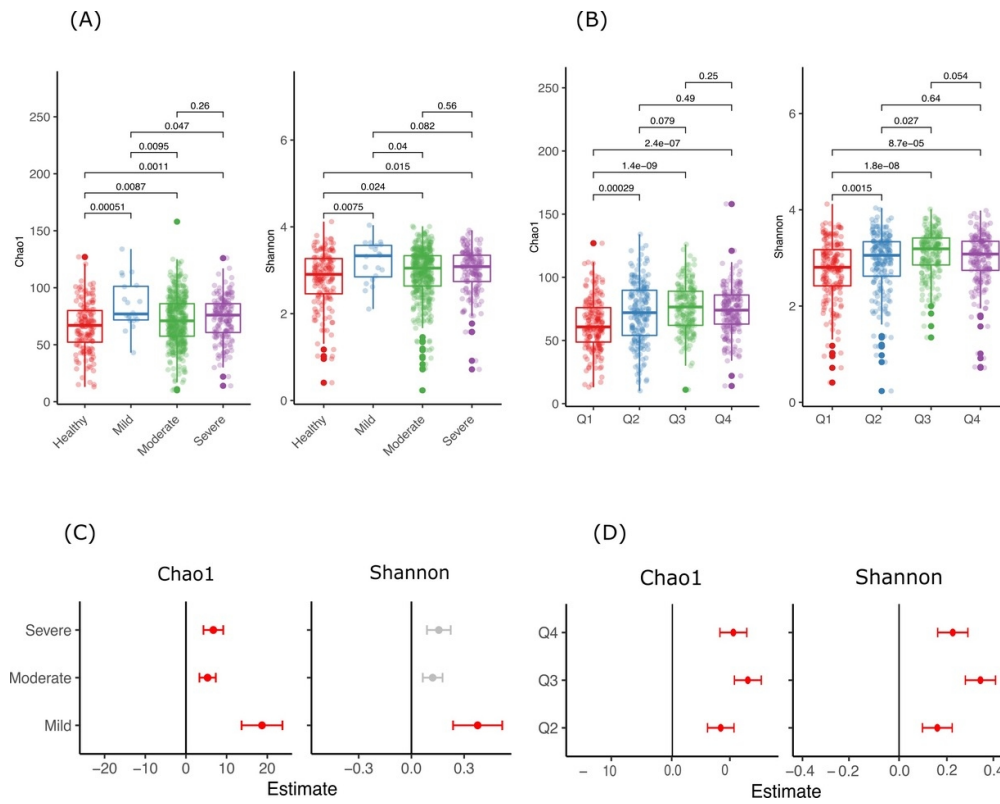 (A)
(B)
Chao1
250
200
150
100
50
0
0.26
0.047
0.0095
0.0011
0.0087
0.00051
Healthy
Mild
Moderate
Severe
Shannon
6
4
2
0
0.56
0.082
0.04
0.015
0.024
0.0075
Healthy
Mild
Moderate
Severe
Chao1
250
200
150
100
50
0
0.25
0.49
0.079
2.4e-07
1.4e-09
0.00029
Q1
Q2
Q3
Q4
Shannon
6
4
2
0
0.054
0.64
0.027
8.7e-05
1.8e-08
0.0015
Q1
Q2
Q3
Q4
(C)
Chao1
Shannon
Severe
Moderate
Mild
−20
−10
0
10
20
−0.3
0.0
0.3
Estimate
(D)
Chao1
Shannon
Q4
Q3
Q2
− 10
0.0
0
−0.4
−0.2
0.0
0.2
0.4
Estimate